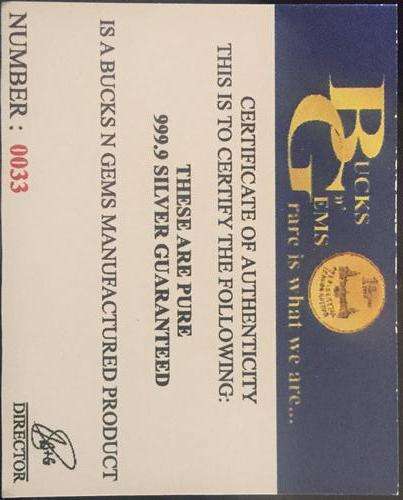 BUCKS
n'
GEMS
rare is what we are...
CERTIFICATE OF AUTHENTICITY
THIS IS TO CERTIFY THE FOLLOWING:
THESE ARE PURE
999.9 SILVER GUARANTEED
IS A BUCKS N GEMS MANUFACTURED PRODUCT
NUMBER : 0033
DIRECTOR